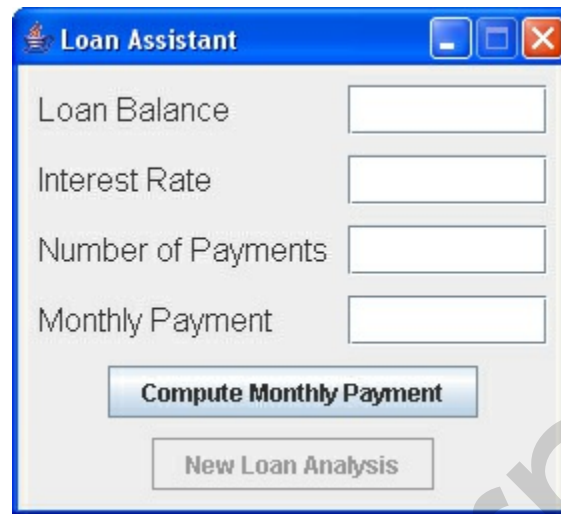 Loan Assistant
Loan Balance
Interest Rate
Number of Payments
Monthly Payment
Compute Monthly Payment
New Loan Analysis